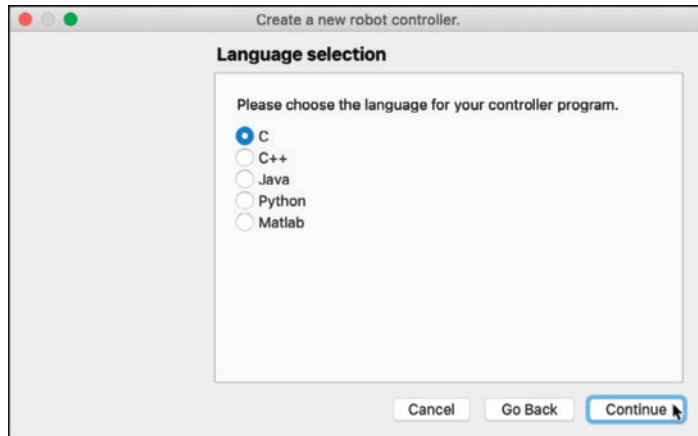 Create a new robot controller.
Language selection
Please choose the language for your controller program.
C
C++
Java
Python
Matlab
Cancel Go Back Continue